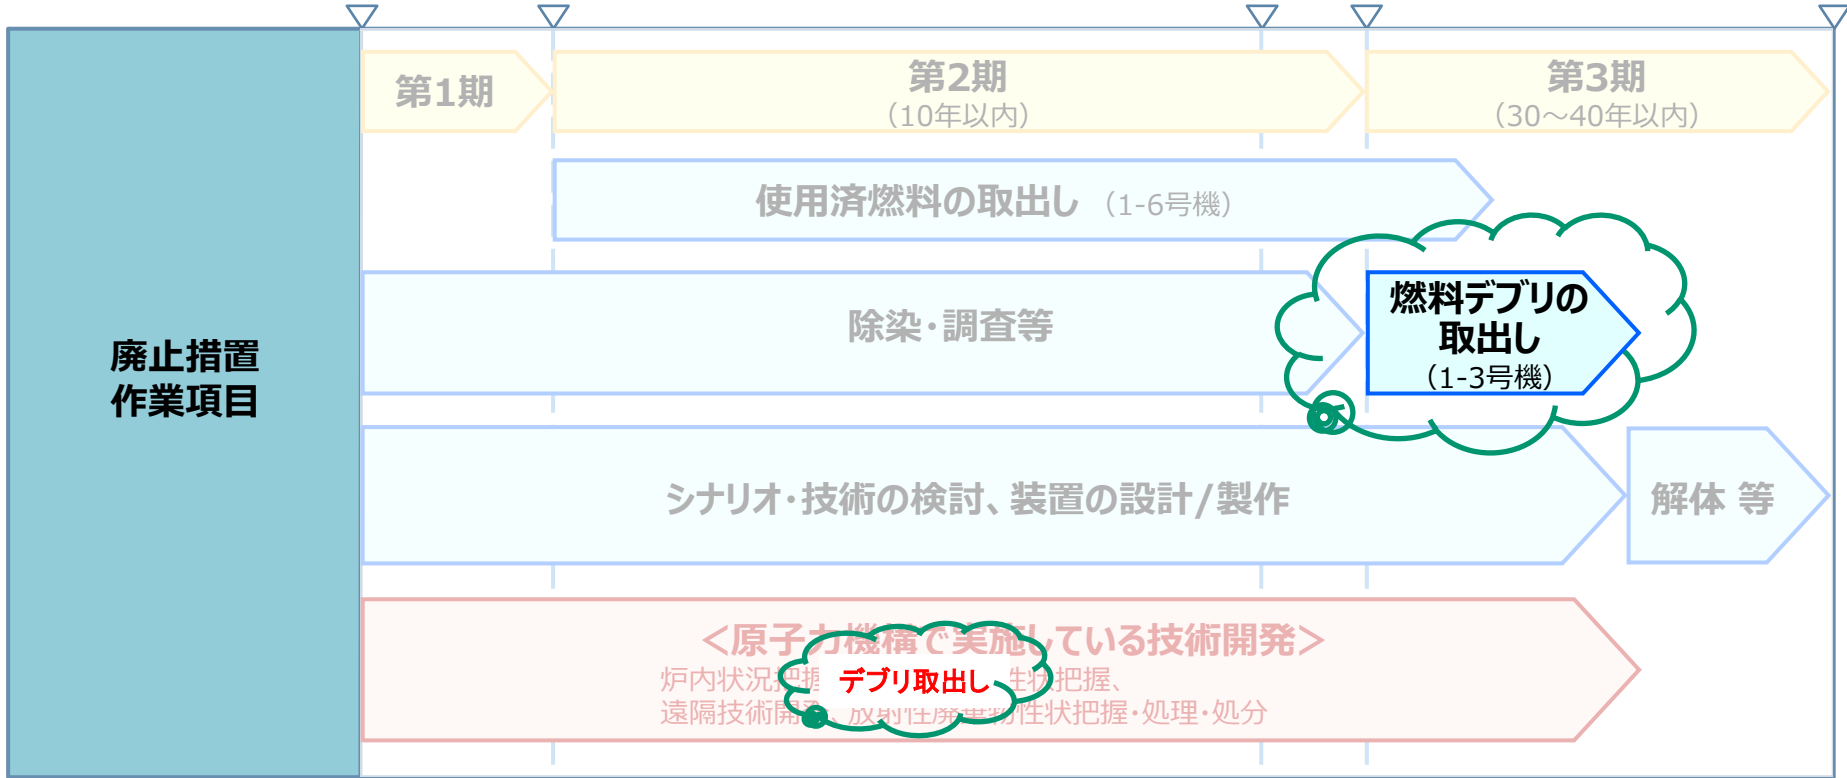 第1期
第2期
（10年以内）
第3期
（30～40年以内）
使用済燃料の取出し （1-6号機）
廃止措置
作業項目
除染・調査等
燃料デブリの
取出し
（1-3号機）
シナリオ・技術の検討、装置の設計/製作
解体 等
＜原子力機構で実施している技術開発＞
炉内状況把握
デブリ取出し
性状把握、
遠隔技術開発、放射性廃棄物性状把握・処理・処分